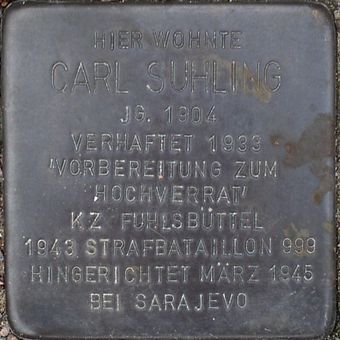 HIER WOHNTE
CARL SUHLING
JG. 1904
VERHAFTET 1933
'VORBEREITUNG ZUM
HOCHVERRAT'
KZ FUHLSBÜTTEL
1943 STRAFBATAILLON 999
HINGERICHTET MÄRZ 1945
BEI SARAJEVO